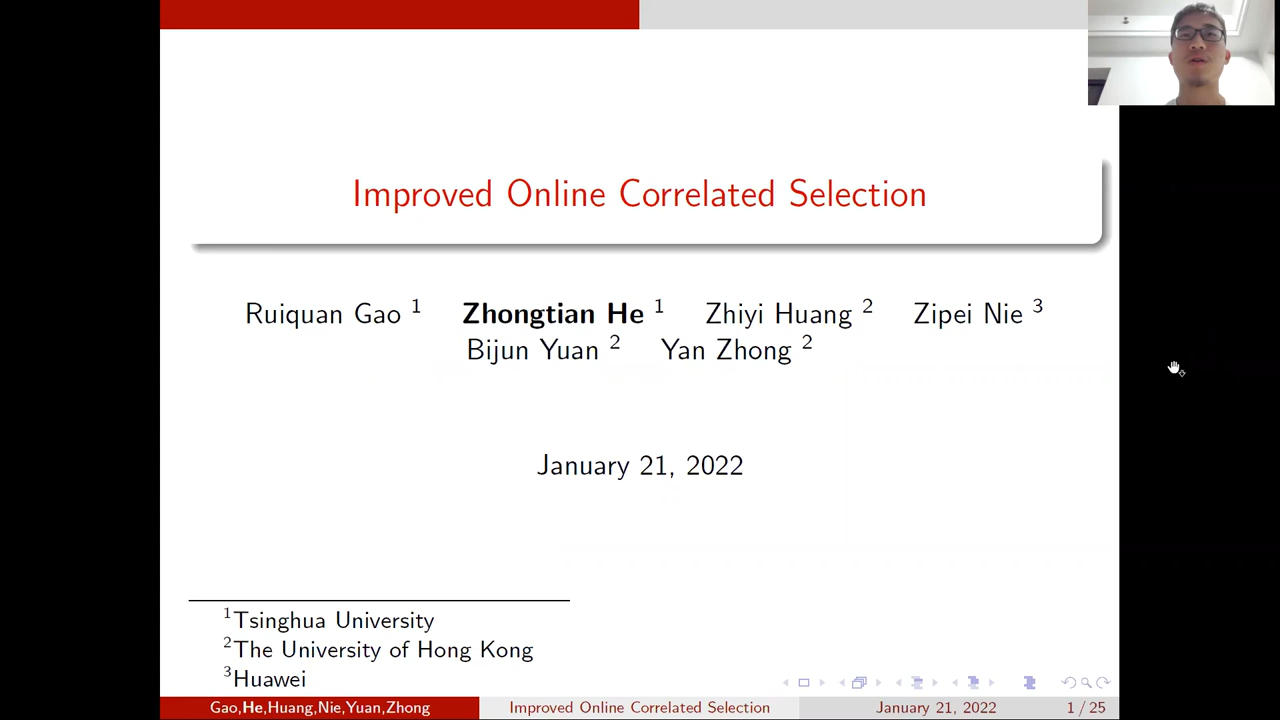 Improved Online Correlated Selection
Ruiquan Gao 1 Zhongtian He 1 Zhiyi Huang 2 Zipei Nie 3
Bijun Yuan 2 Yan Zhong 2
January 21, 2022
1Tsinghua University
2The University of Hong Kong
3Huawei
Gao,He,Huang,Nie,Yuan,Zhong Improved Online Correlated Selection January 21, 2022 1 / 25